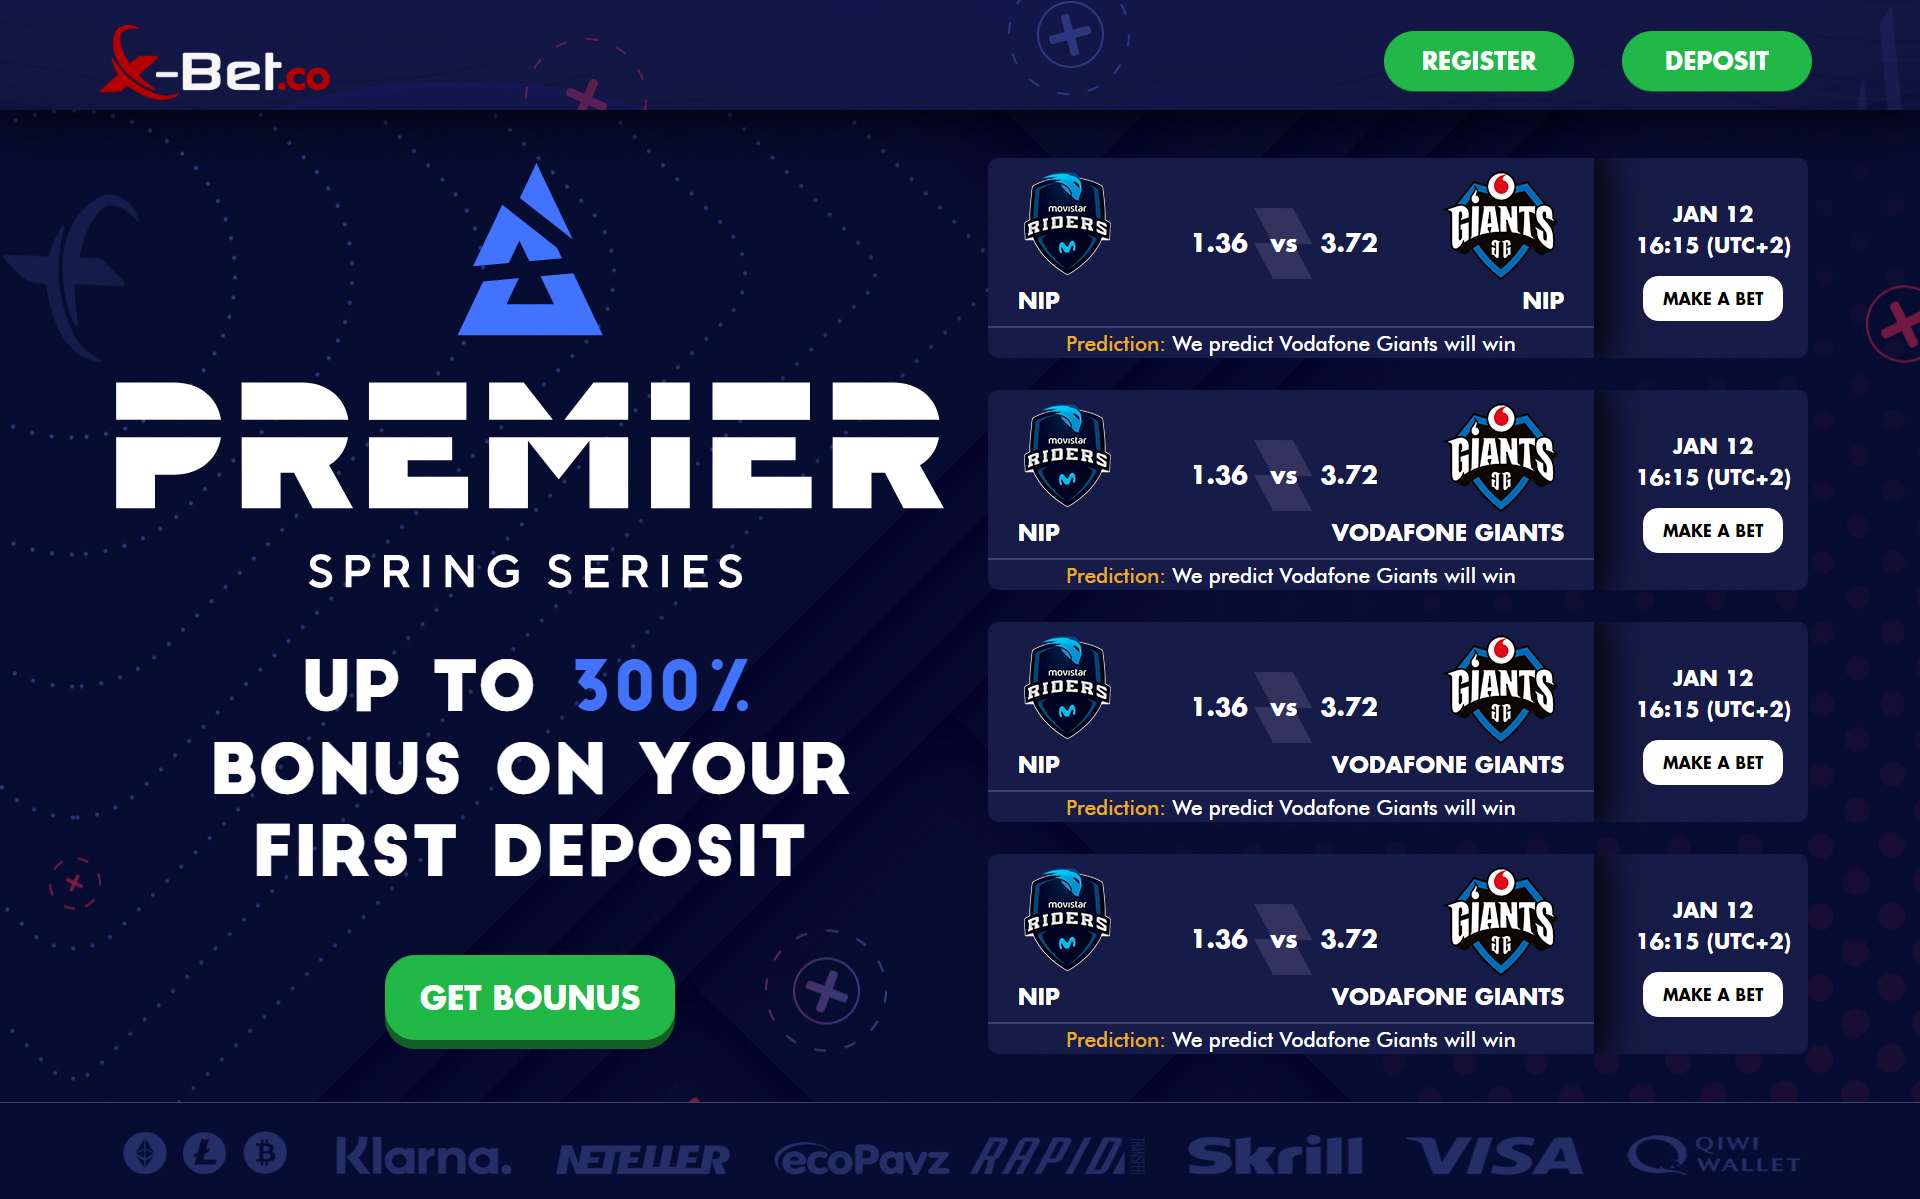 X-Bet.co
REGISTER
DEPOSIT
PREMIER
SPRING SERIES
UP TO 300%
BONUS ON YOUR
FIRST DEPOSIT
GET BOUNUS
movistar
RIDERS
1.36 vs 3.72
GIANTS
NIP
NIP
Prediction: We predict Vodafone Giants will win
JAN 12
16:15 (UTC+2)
MAKE A BET
movistar
RIDERS
1.36 vs 3.72
GIANTS
NIP
VODAFONE GIANTS
Prediction: We predict Vodafone Giants will win
JAN 12
16:15 (UTC+2)
MAKE A BET
movistar
RIDERS
1.36 vs 3.72
GIANTS
NIP
VODAFONE GIANTS
Prediction: We predict Vodafone Giants will win
JAN 12
16:15 (UTC+2)
MAKE A BET
movistar
RIDERS
1.36 vs 3.72
GIANTS
NIP
VODAFONE GIANTS
Prediction: We predict Vodafone Giants will win
JAN 12
16:15 (UTC+2)
MAKE A BET
Klarna.
NETELLER
ecoPayz
RAPID
TRANSFER
Skrill
VISA
QIWI
WALLET